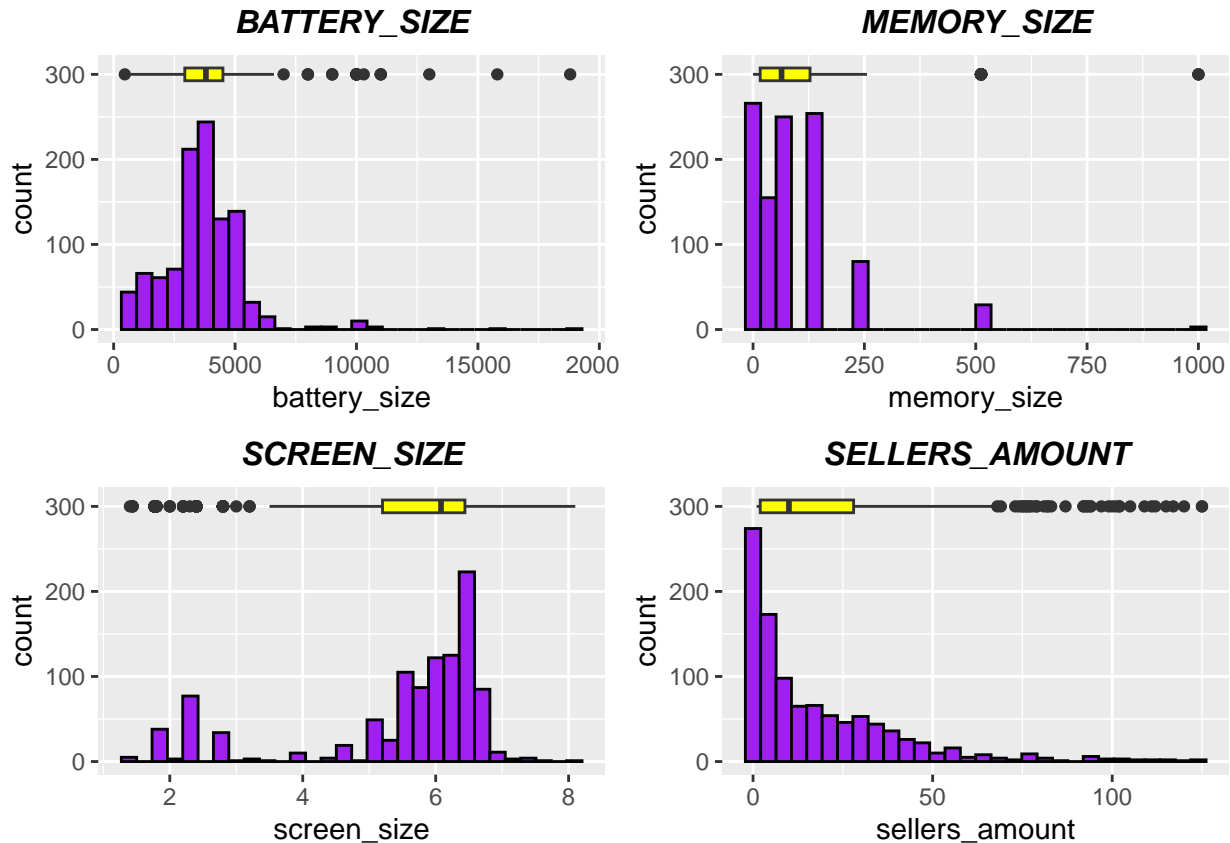 BATTERY_SIZE
300
200
100
0
count
0 5000 10000 15000 2000
battery_size
MEMORY_SIZE
300
200
100
0
count
0 250 500 750 1000
memory_size
SCREEN_SIZE
300
200
100
0
count
2 4 6 8
screen_size
SELLERS_AMOUNT
300
200
100
0
count
0 50 100
sellers_amount